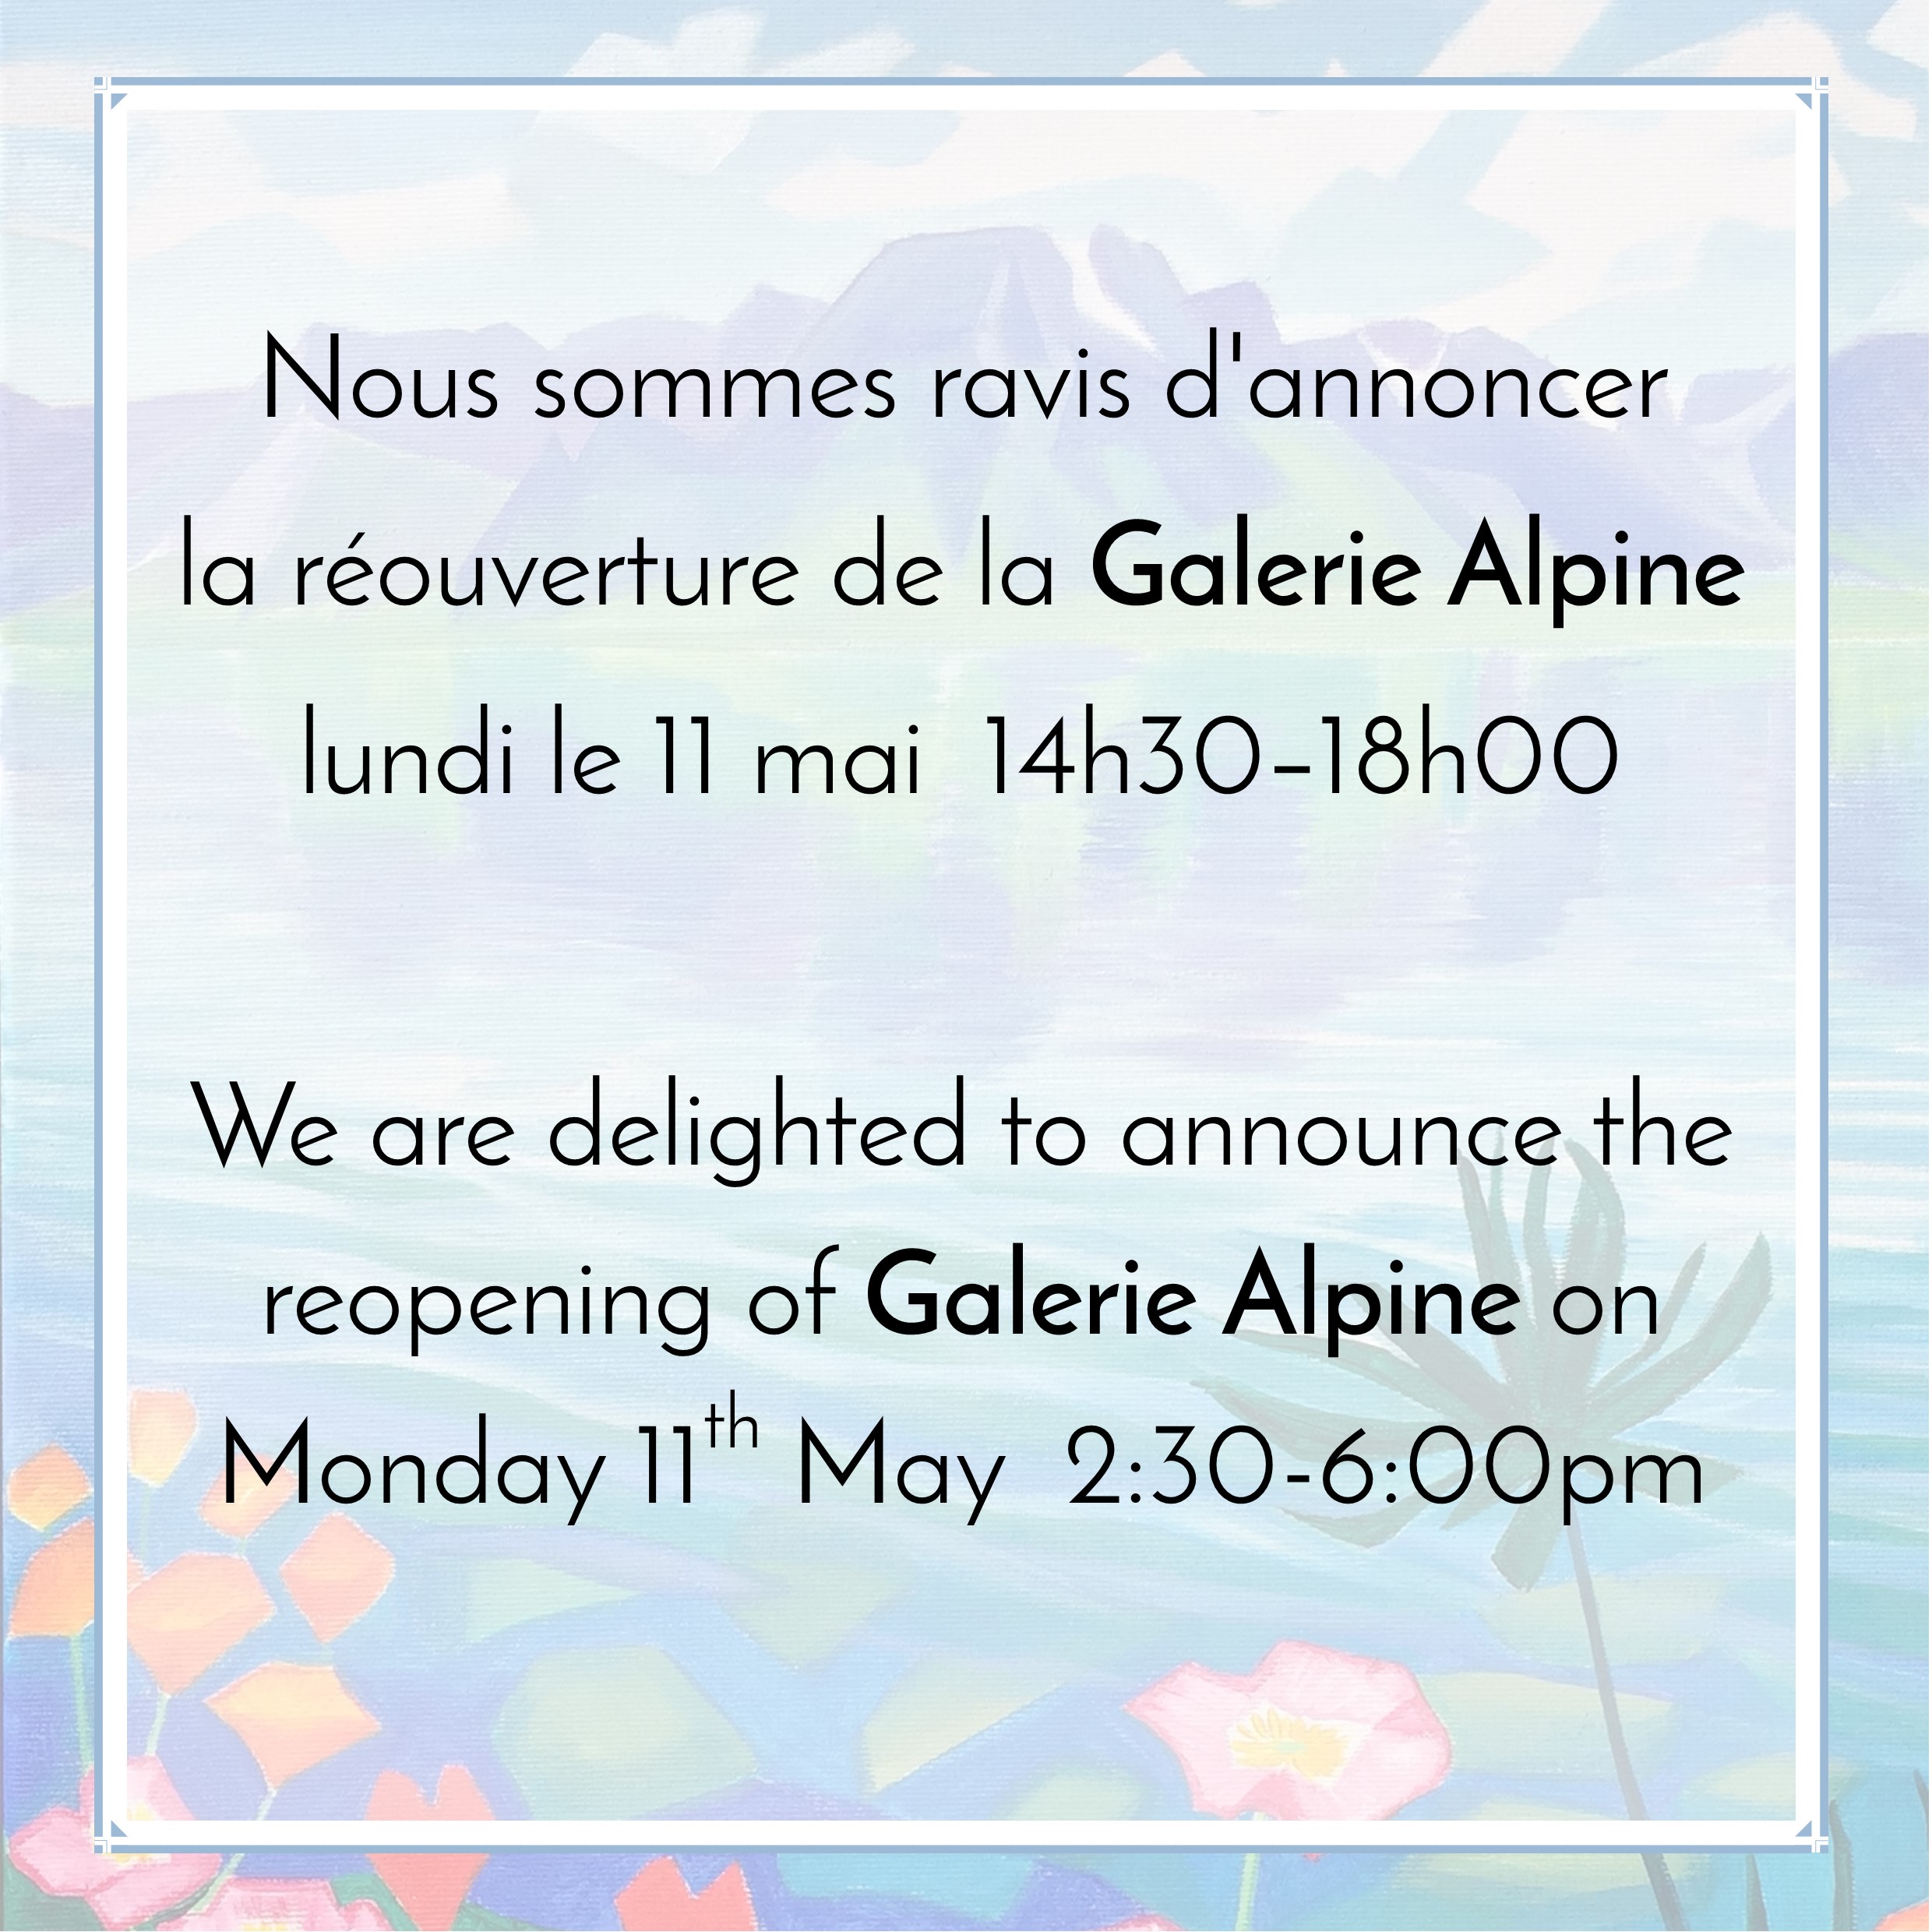 Nous sommes ravis d'annoncer
la réouverture de la Galerie Alpine
lundi le 11 mai  14h30–18h00
We are delighted to announce the
reopening of Galerie Alpine on
Monday 11th May  2:30-6:00pm